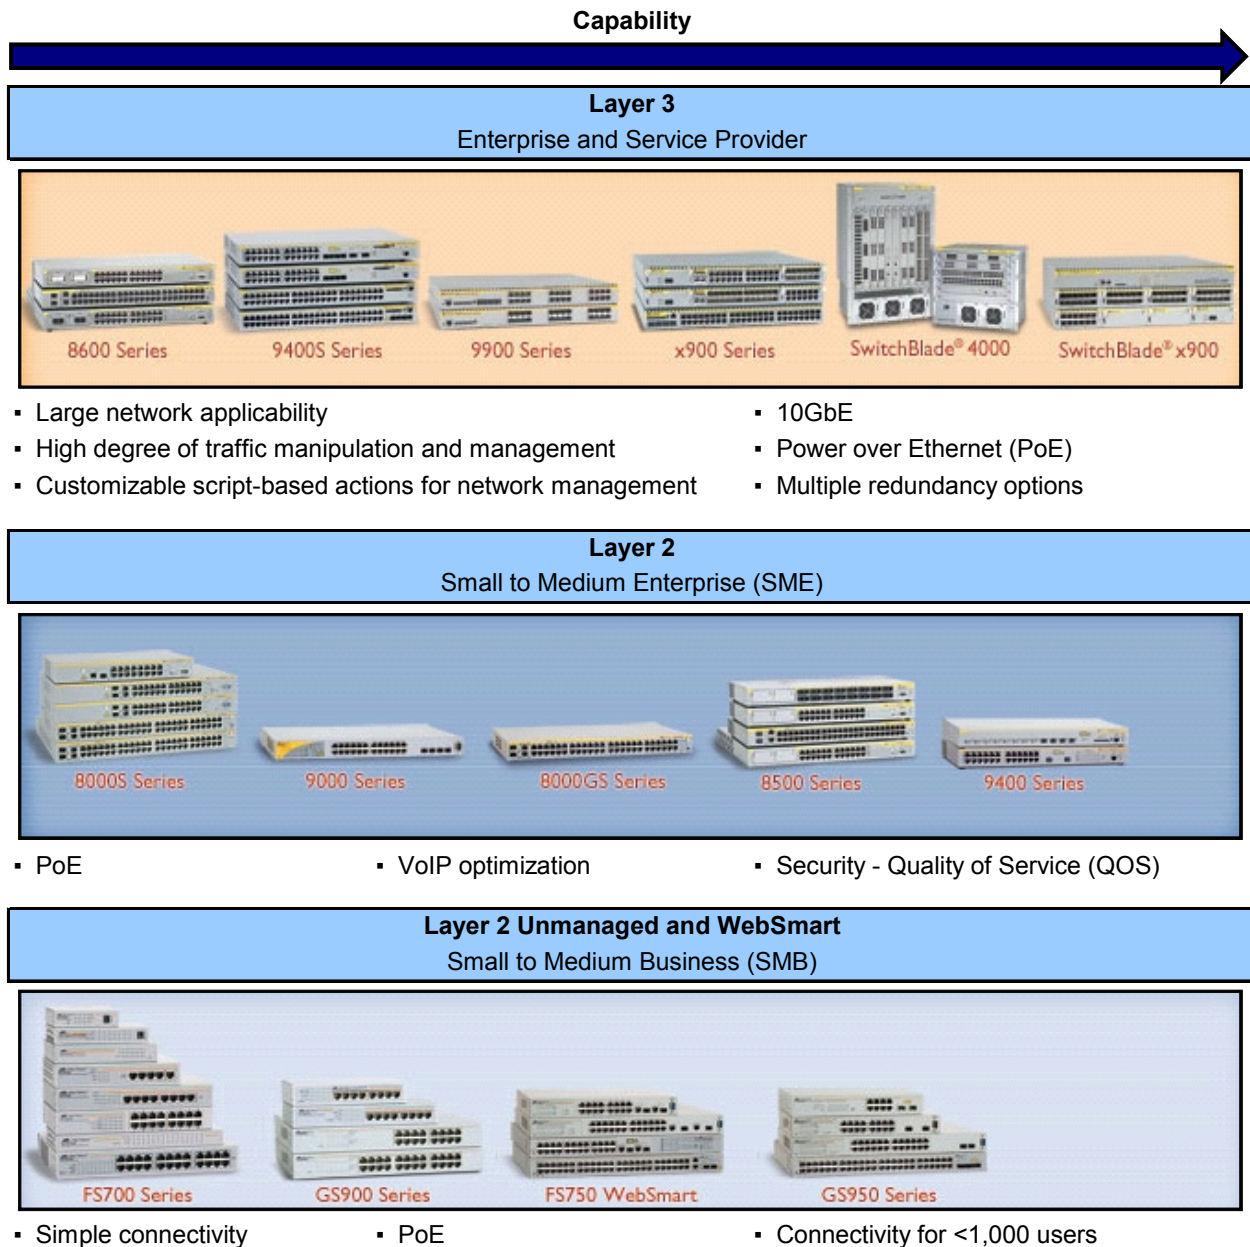 Capability
Layer 3
Enterprise and Service Provider
8600 Series
9400S Series
9900 Series
x900 Series
SwitchBlade® 4000
SwitchBlade® x900
▪ Large network applicability
▪ High degree of traffic manipulation and management
▪ Customizable script-based actions for network management
▪ 10GbE
▪ Power over Ethernet (PoE)
▪ Multiple redundancy options
Layer 2
Small to Medium Enterprise (SME)
8000S Series
9000 Series
8000GS Series
8500 Series
9400 Series
▪ PoE
▪ VoIP optimization
▪ Security - Quality of Service (QOS)
Layer 2 Unmanaged and WebSmart
Small to Medium Business (SMB)
FS700 Series
GS900 Series
FS750 WebSmart
GS950 Series
▪ Simple connectivity
▪ PoE
▪ Connectivity for <1,000 users